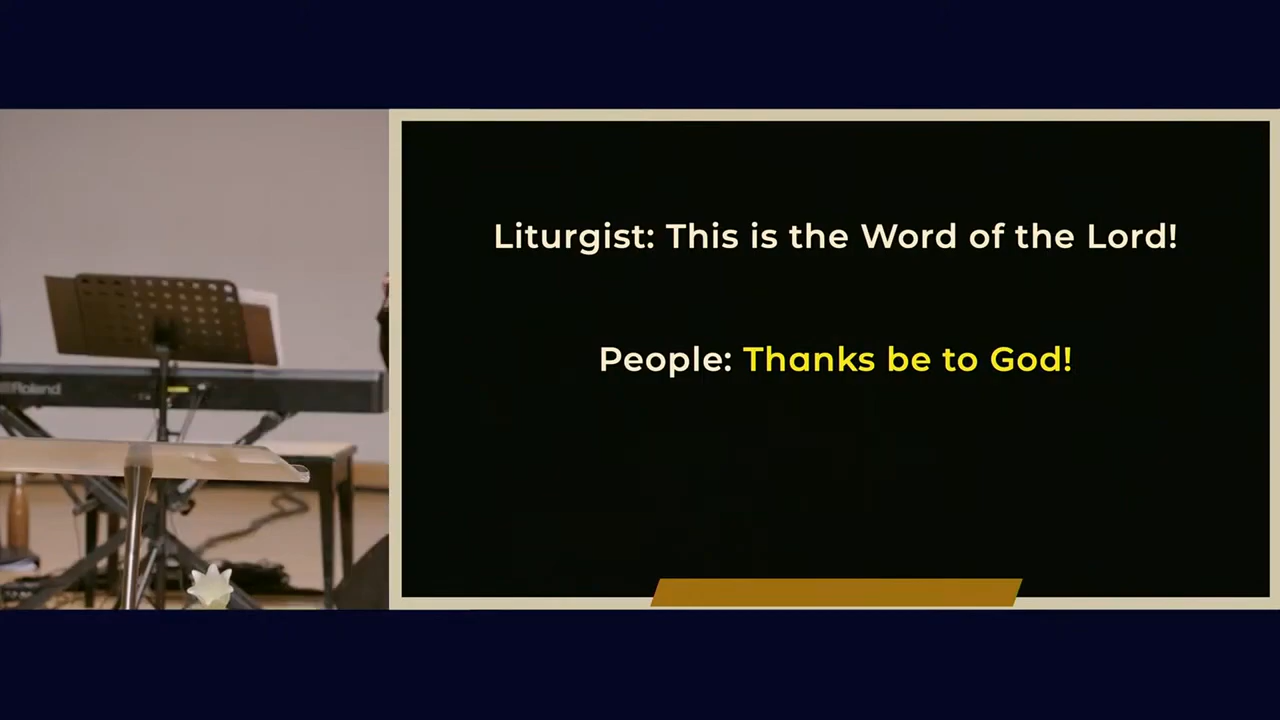 Roland
Liturgist: This is the Word of the Lord!
People: Thanks be to God!